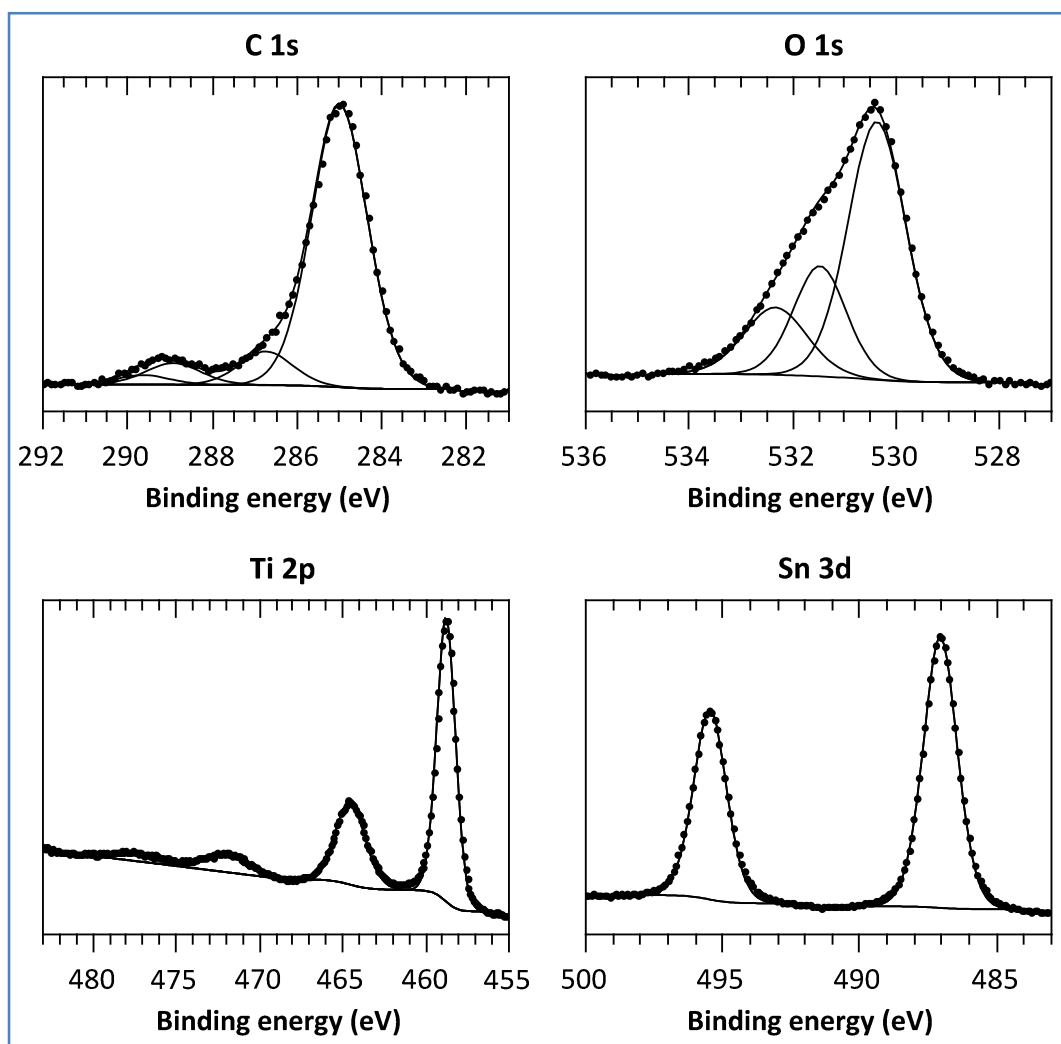 C 1s
O 1s
292 290 288 286 284 282
536 534 532 530 528
Binding energy (eV)
Binding energy (eV)
Ti 2p
Sn 3d
480 475 470 465 460 455
500 495 490 485
Binding energy (eV)
Binding energy (eV)